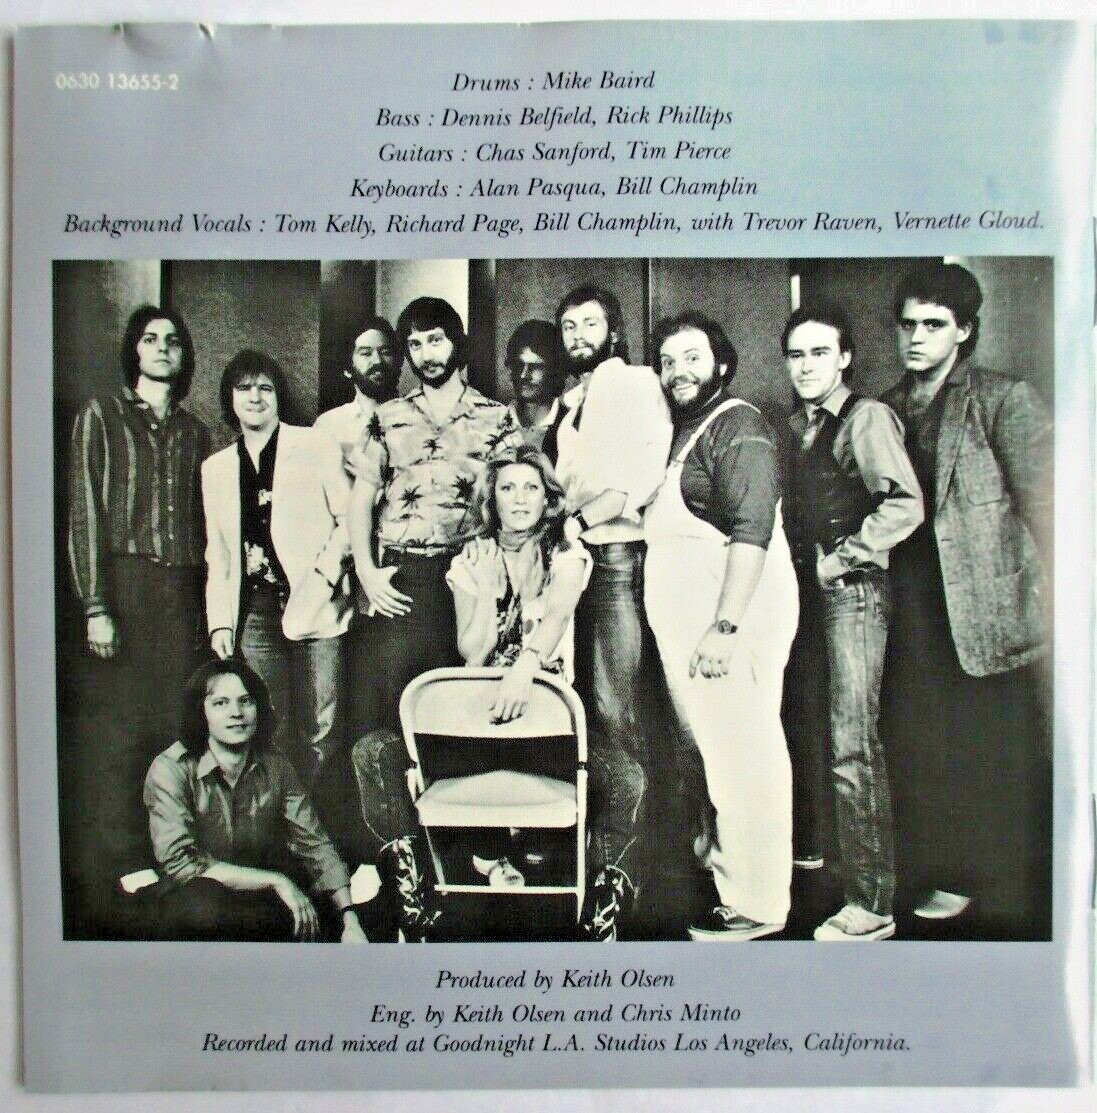 0630 13655-2
Drums : Mike Baird
Bass : Dennis Belfield, Rick Phillips
Guitars : Chas Sanford, Tim Pierce
Keyboards : Alan Pasqua, Bill Champlin
Background Vocals : Tom Kelly, Richard Page, Bill Champlin, with Trevor Raven, Vernette Gloud.
Produced by Keith Olsen
Eng. by Keith Olsen and Chris Minto
Recorded and mixed at Goodnight L.A. Studios Los Angeles, California.